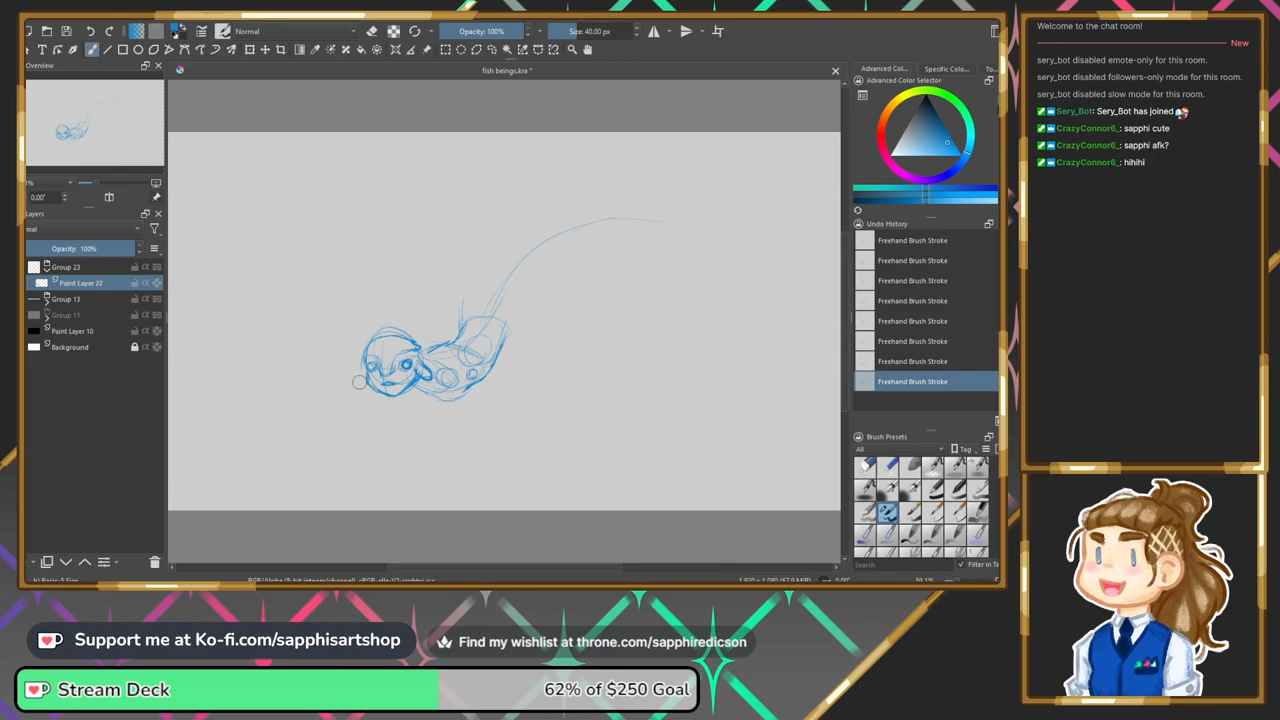 Normal
Opacity: 100%
Size: 40.00 px
Overview
fish beings.kra *
Advanced Col...
Specific Colo...
To...
Advanced Color Selector
0.00°
Layers
Opacity: 100%
Group 23
Paint Layer 22
Group 13
Group 11
Paint Layer 10
Background
Undo History
Freehand Brush Stroke
Freehand Brush Stroke
Freehand Brush Stroke
Freehand Brush Stroke
Freehand Brush Stroke
Freehand Brush Stroke
Freehand Brush Stroke
Freehand Brush Stroke
Brush Presets
All
Tag
Search
Filter in Ta
Welcome to the chat room!
New
sery_bot disabled emote-only for this room.
sery_bot disabled followers-only mode for this room.
sery_bot disabled slow mode for this room.
Sery_Bot: Sery_Bot has joined
CrazyConnor6_: sapphi cute
CrazyConnor6_: sapphi afk?
CrazyConnor6_: hihihi
Support me at Ko-fi.com/sapphisartshop
Find my wishlist at throne.com/sapphiredicson
Stream Deck
62% of $250 Goal